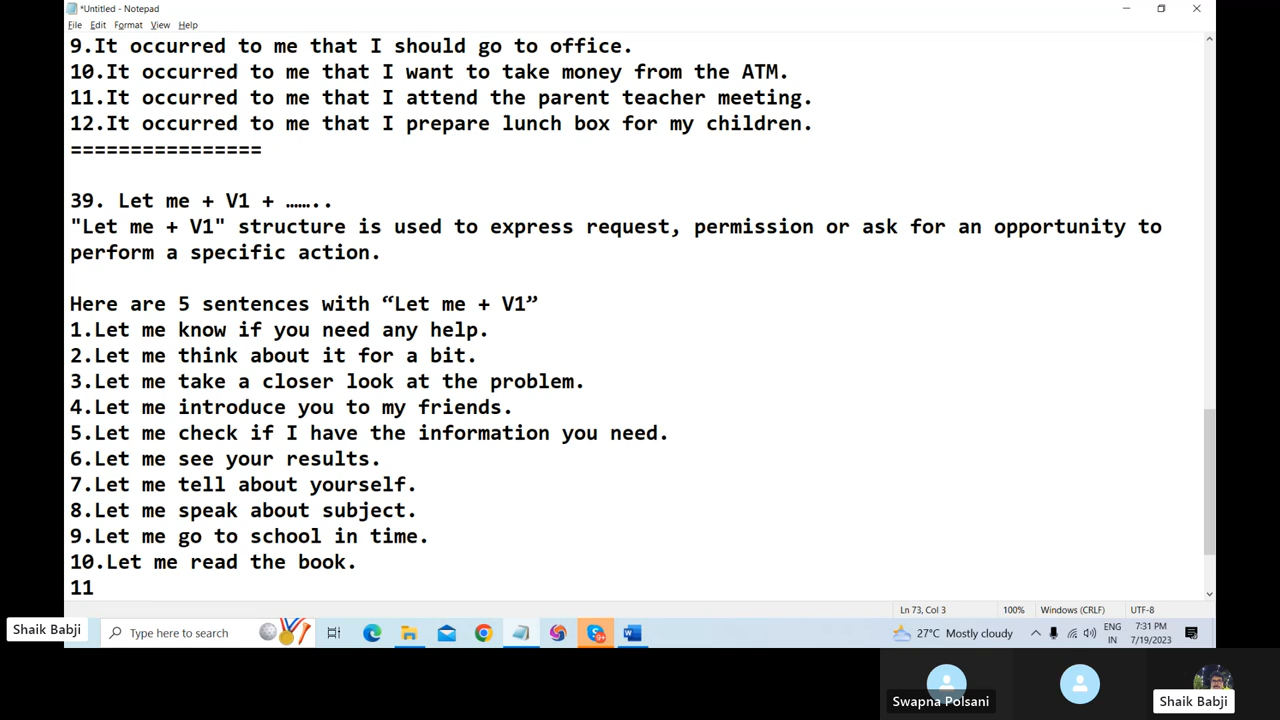 *Untitled - Notepad
File Edit Format View Help
9.It occurred to me that I should go to office.
10.It occurred to me that I want to take money from the ATM.
11.It occurred to me that I attend the parent teacher meeting.
12.It occurred to me that I prepare lunch box for my children.
================
39. Let me + V1 + ……..
"Let me + V1" structure is used to express request, permission or ask for an opportunity to
perform a specific action.
Here are 5 sentences with “Let me + V1”
1.Let me know if you need any help.
2.Let me think about it for a bit.
3.Let me take a closer look at the problem.
4.Let me introduce you to my friends.
5.Let me check if I have the information you need.
6.Let me see your results.
7.Let me tell about yourself.
8.Let me speak about subject.
9.Let me go to school in time.
10.Let me read the book.
11
Ln 73, Col 3 100% Windows (CRLF) UTF-8
Shaik Babji
Type here to search
27°C Mostly cloudy
ENG
IN
7:31 PM
7/19/2023
Swapna Polsani
Shaik Babji